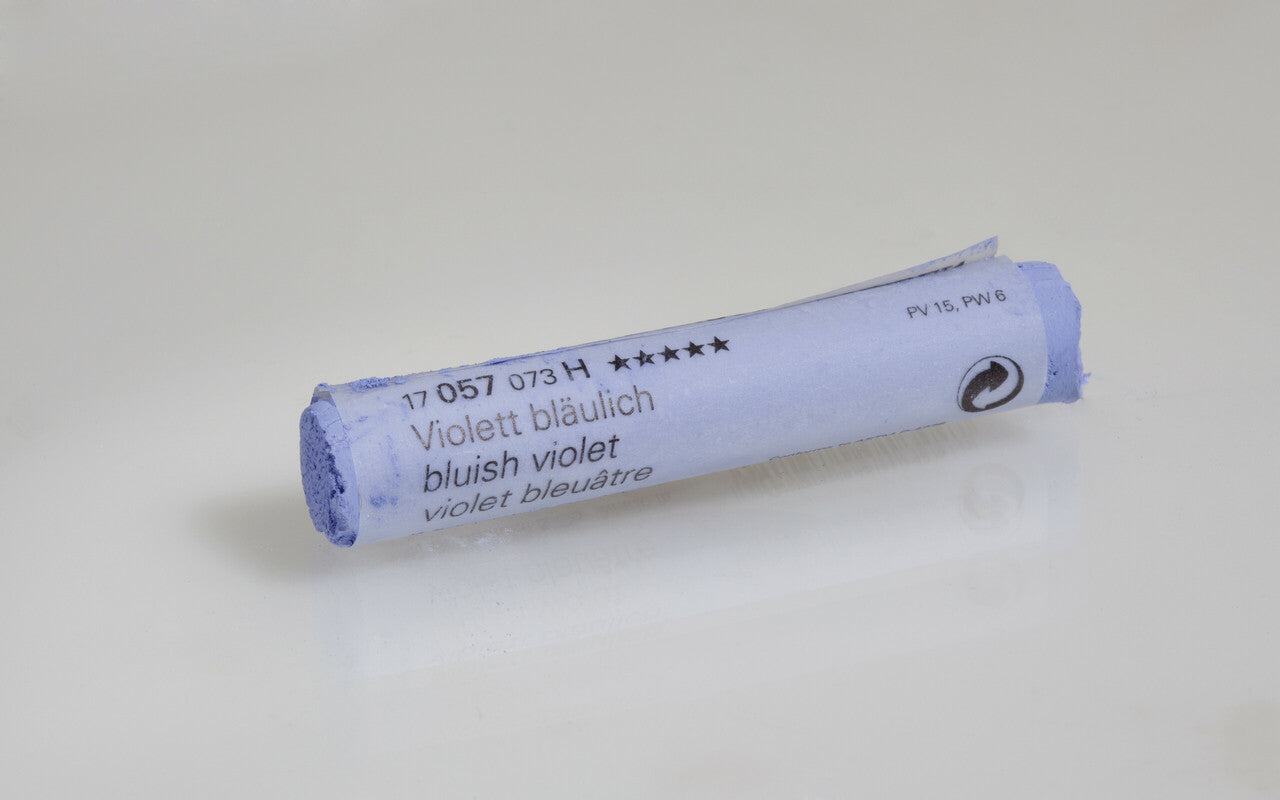 17 057 073 H ★★★★★
Violett bläulich
bluish violet
violet bleuâtre
PV 15, PW 6